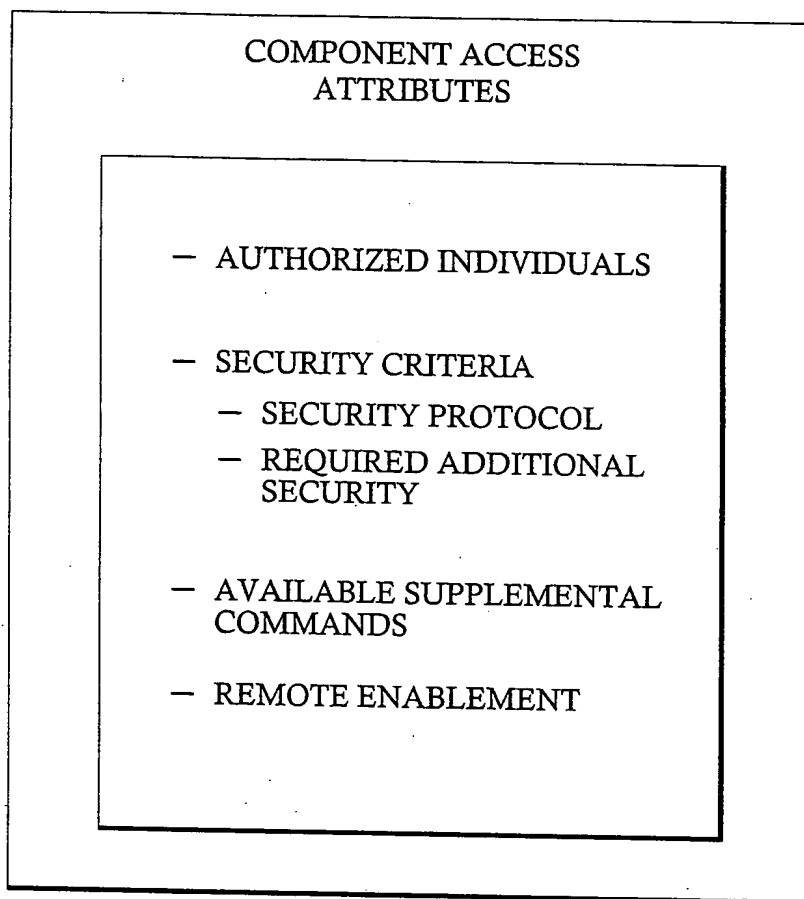 COMPONENT ACCESS
ATTRIBUTES
— AUTHORIZED INDIVIDUALS
— SECURITY CRITERIA
— SECURITY PROTOCOL
— REQUIRED ADDITIONAL
SECURITY
— AVAILABLE SUPPLEMENTAL
COMMANDS
— REMOTE ENABLEMENT